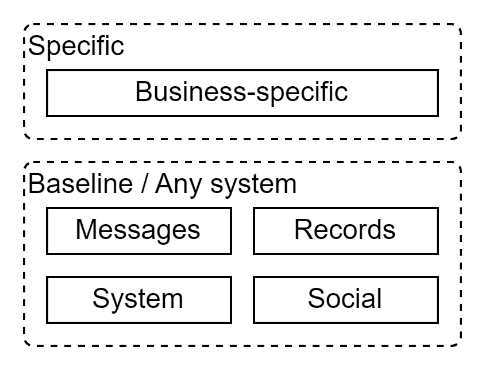 Specific
Business-specific
Baseline / Any system
Messages Records
System Social